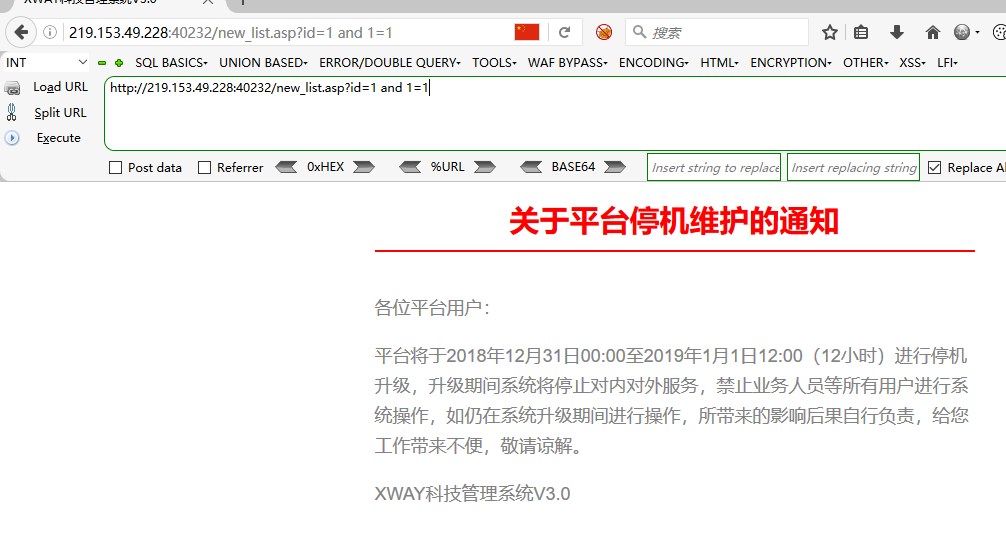 XWAY科技管理系统V3.0
219.153.49.228:40232/new_list.asp?id=1 and 1=1
搜索
INT
SQL BASICS UNION BASED ERROR/DOUBLE QUERY TOOLS WAF BYPASS ENCODING HTML ENCRYPTION OTHER XSS LFI
Load URL
http://219.153.49.228:40232/new_list.asp?id=1 and 1=1
Split URL
Execute
Post data Referrer 0xHEX %URL BASE64 Insert string to replace Insert replacing string Replace Al
关于平台停机维护的通知
各位平台用户：
平台将于2018年12月31日00:00至2019年1月1日12:00（12小时）进行停机
升级，升级期间系统将停止对内对外服务，禁止业务人员等所有用户进行系
统操作，如仍在系统升级期间进行操作，所带来的影响后果自行负责，给您
工作带来不便，敬请谅解。
XWAY科技管理系统V3.0